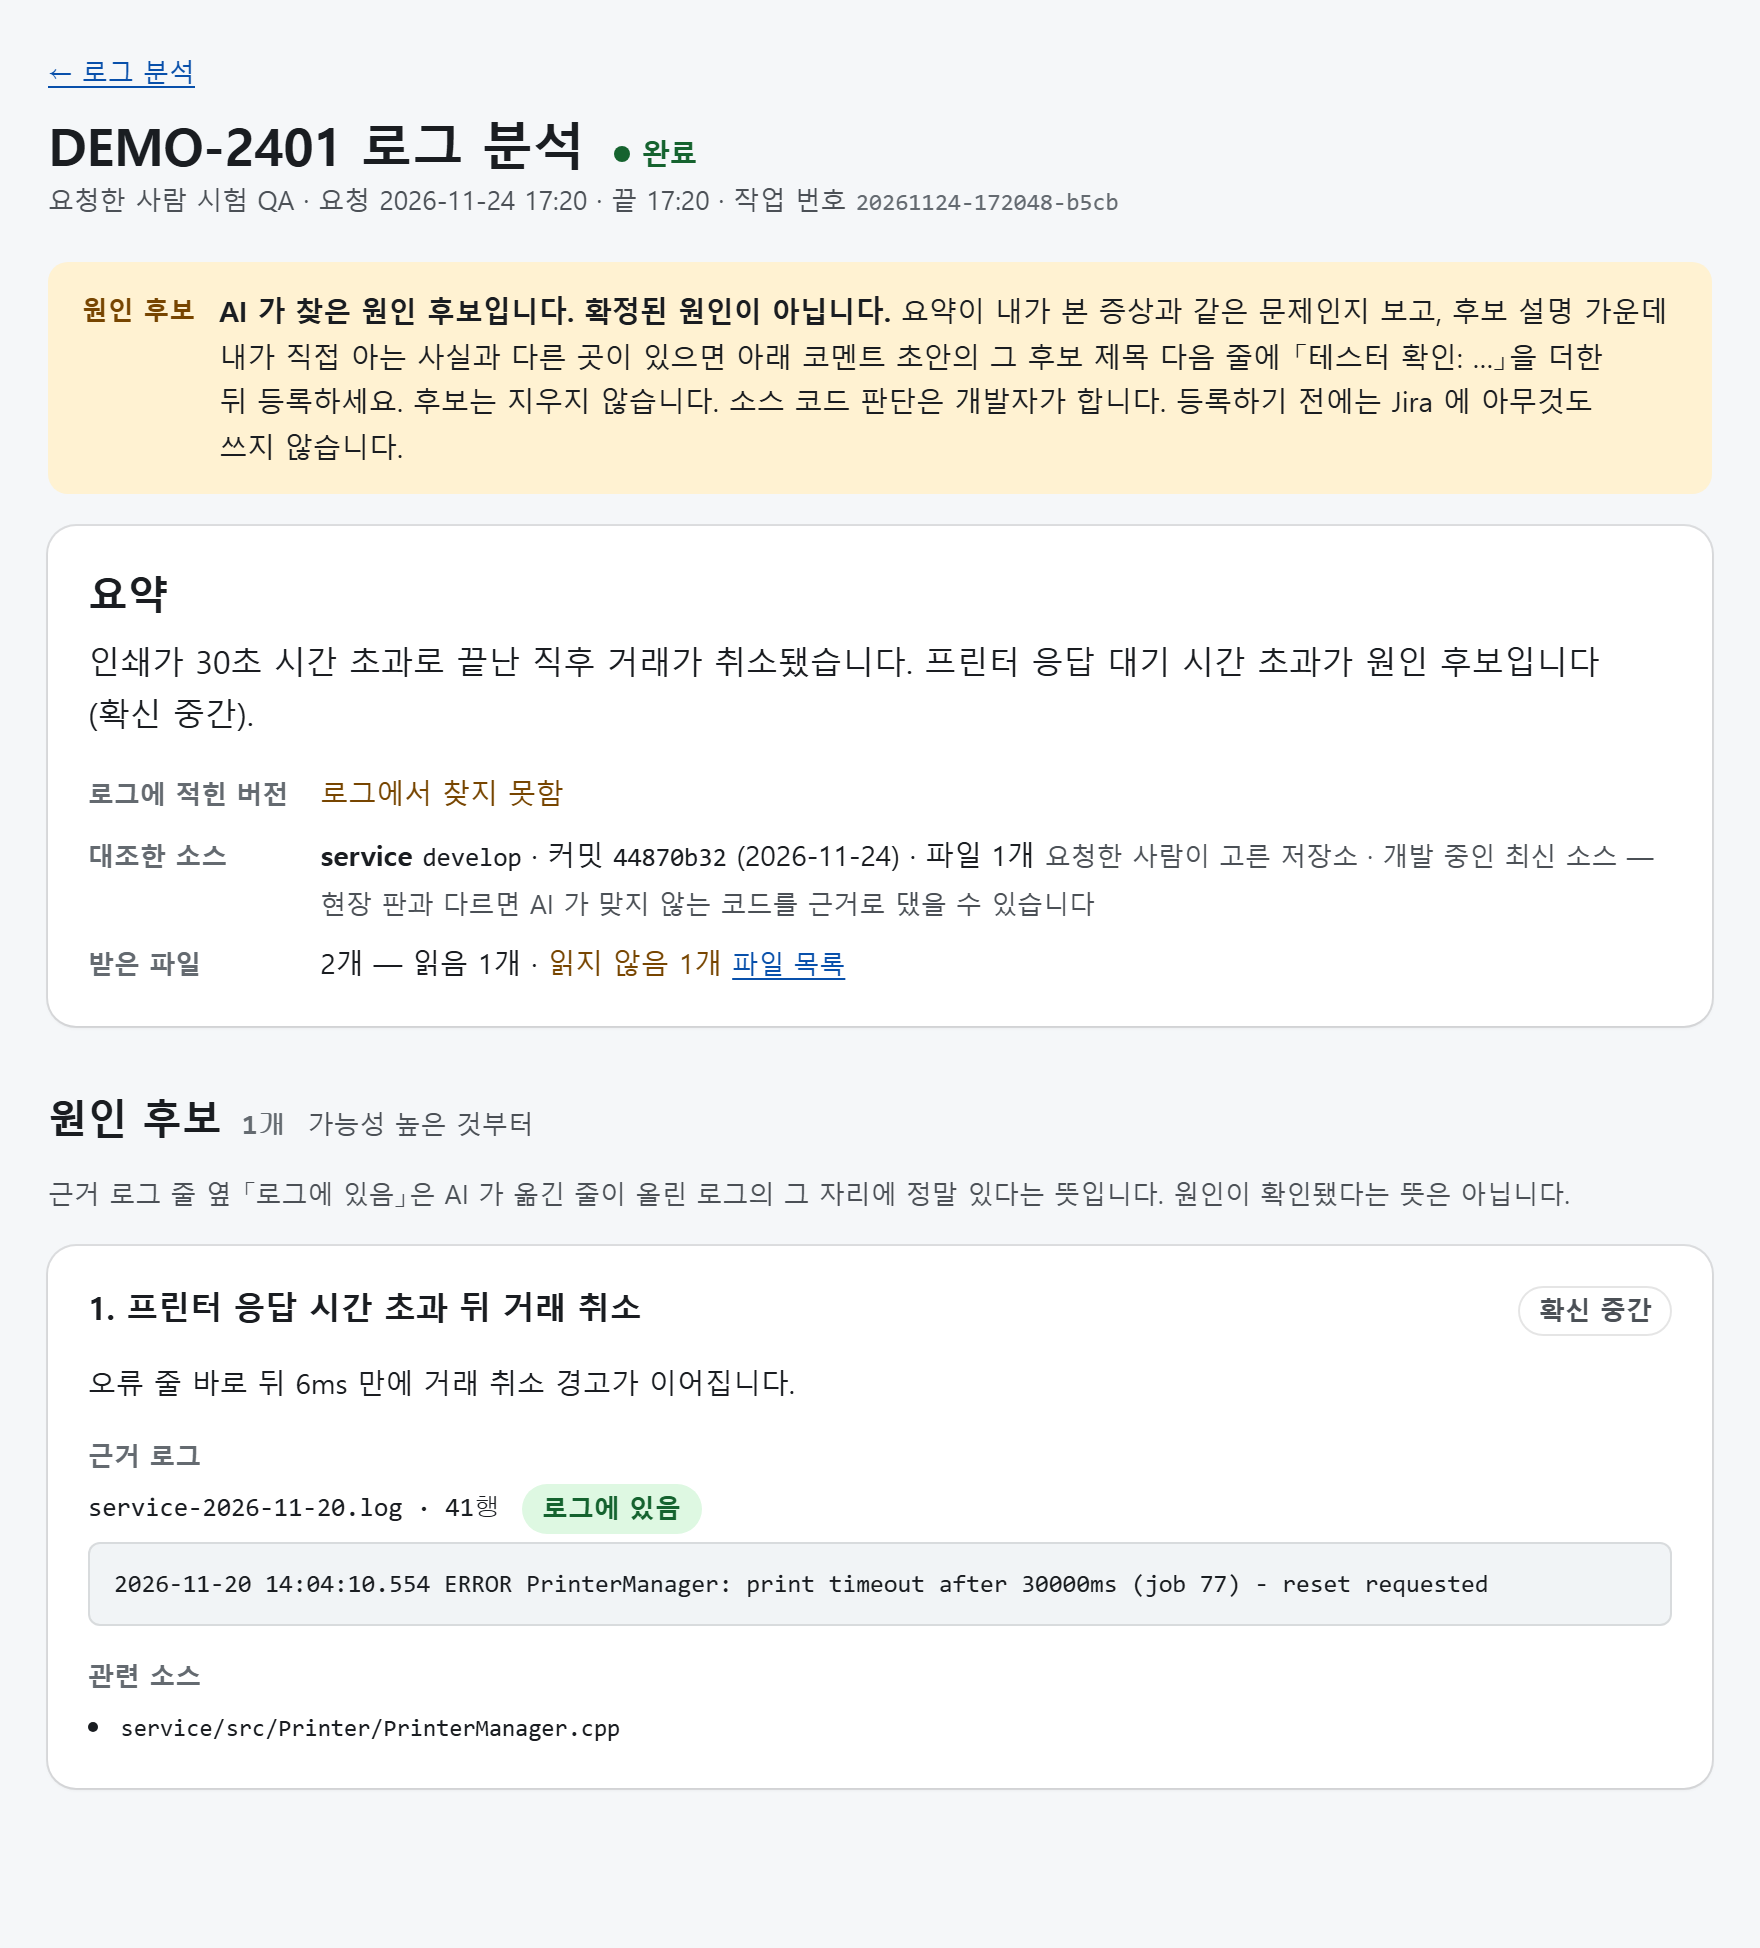 ← 로그 분석
DEMO-2401 로그 분석 ● 완료
요청한 사람 시험 QA · 요청 2026-11-24 17:20 · 끝 17:20 · 작업 번호 20261124-172048-b5cb
원인 후보 AI 가 찾은 원인 후보입니다. 확정된 원인이 아닙니다. 요약이 내가 본 증상과 같은 문제인지 보고, 후보 설명 가운데
내가 직접 아는 사실과 다른 곳이 있으면 아래 코멘트 초안의 그 후보 제목 다음 줄에 「테스터 확인: ...」을 더한
뒤 등록하세요. 후보는 지우지 않습니다. 소스 코드 판단은 개발자가 합니다. 등록하기 전에는 Jira 에 아무것도
쓰지 않습니다.
요약
인쇄가 30초 시간 초과로 끝난 직후 거래가 취소됐습니다. 프린터 응답 대기 시간 초과가 원인 후보입니다
(확신 중간).
로그에 적힌 버전 로그에서 찾지 못함
대조한 소스 service develop · 커밋 44870b32 (2026-11-24) · 파일 1개 요청한 사람이 고른 저장소 · 개발 중인 최신 소스 —
현장 판과 다르면 AI 가 맞지 않는 코드를 근거로 댔을 수 있습니다
받은 파일 2개 — 읽음 1개 · 읽지 않음 1개 파일 목록
원인 후보 1개 가능성 높은 것부터
근거 로그 줄 옆 「로그에 있음」은 AI 가 옮긴 줄이 올린 로그의 그 자리에 정말 있다는 뜻입니다. 원인이 확인됐다는 뜻은 아닙니다.
1. 프린터 응답 시간 초과 뒤 거래 취소 확신 중간
오류 줄 바로 뒤 6ms 만에 거래 취소 경고가 이어집니다.
근거 로그
service-2026-11-20.log · 41행 로그에 있음
2026-11-20 14:04:10.554 ERROR PrinterManager: print timeout after 30000ms (job 77) - reset requested
관련 소스
• service/src/Printer/PrinterManager.cpp